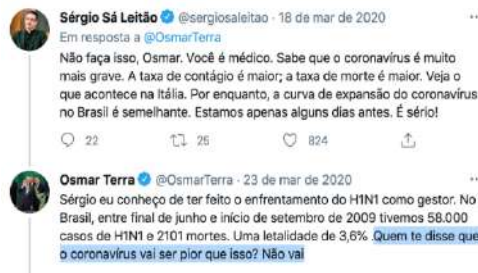 Sérgio Sá Leitão @sergiosaleitao · 18 de mar de 2020
Em resposta a @OsmarTerra
Não faça isso, Osmar. Você é médico. Sabe que o coronavírus é muito
mais grave. A taxa de contágio é maior; a taxa de morte é maior. Veja o
que acontece na Itália. Por enquanto, a curva de expansão do coronavírus
no Brasil é semelhante. Estamos apenas alguns dias antes. É sério!
22 25 824
Osmar Terra @OsmarTerra · 23 de mar de 2020
Sérgio eu conheço de ter feito o enfrentamento do H1N1 como gestor. No
Brasil, entre final de junho e início de setembro de 2009 tivemos 58.000
casos de H1N1 e 2101 mortes. Uma letalidade de 3,6% .Quem te disse que
o coronavírus vai ser pior que isso? Não vai